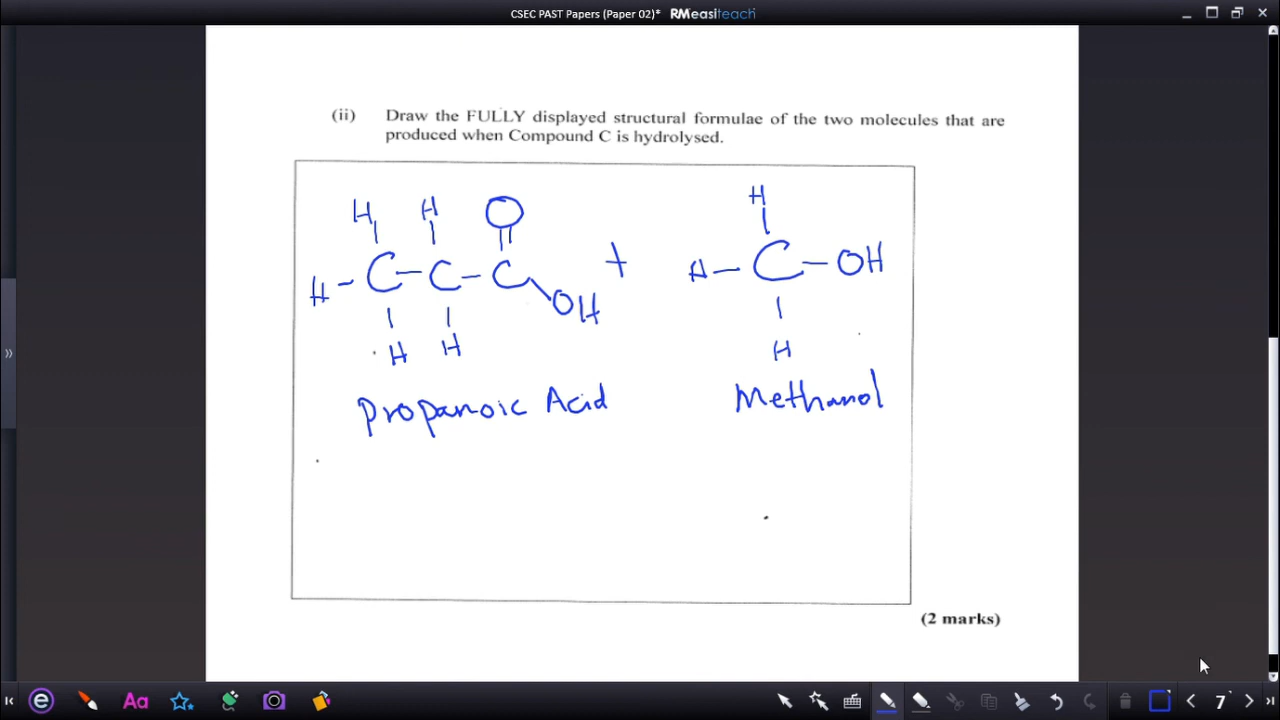 CSEC PAST Papers (Paper 02)* RMeasiteach
(ii) Draw the FULLY displayed structural formulae of the two molecules that are
produced when Compound C is hydrolysed.
H H O H
H - C - C - C OH + H - C - OH
H H H
Propanoic Acid Methanol
(2 marks)
e Aa 7